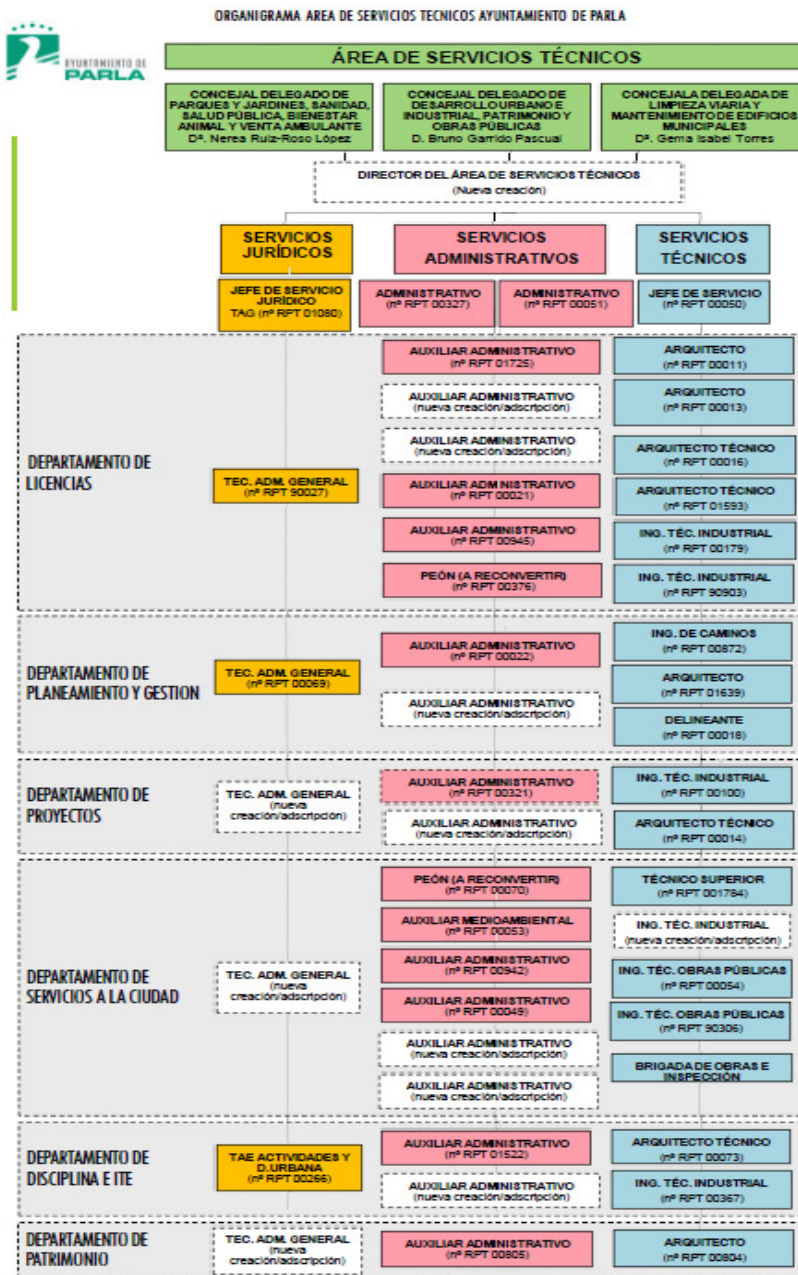 ORGANIGRAMA AREA DE SERVICIOS TECNICOS AYUNTAMIENTO DE PARLA
AYUNTAMIENTO DE
PARLA
ÁREA DE SERVICIOS TÉCNICOS
CONCEJAL DELEGADO DE
PARQUES Y JARDINES, SANIDAD,
SALUD PÚBLICA, BIENESTAR
ANIMAL Y VENTA AMBULANTE
Dª. Nerea Ruiz-Roso López
CONCEJAL DELEGADO DE
DESARROLLO URBANO E
INDUSTRIAL, PATRIMONIO Y
OBRAS PÚBLICAS
D. Bruno Garrido Pascual
CONCEJALA DELEGADA DE
LIMPIEZA VIARIA Y
MANTENIMIENTO DE EDIFICIOS
MUNICIPALES
Dª. Gema Isabel Torres
DIRECTOR DEL ÁREA DE SERVICIOS TÉCNICOS
(Nueva creación)
SERVICIOS
JURÍDICOS
SERVICIOS
ADMINISTRATIVOS
SERVICIOS
TÉCNICOS
JEFE DE SERVICIO
JURÍDICO
TAG (nº RPT 01080)
ADMINISTRATIVO
(nº RPT 00327)
ADMINISTRATIVO
(nº RPT 00051)
JEFE DE SERVICIO
(nº RPT 00050)
DEPARTAMENTO DE
LICENCIAS
TEC. ADM. GENERAL
(nº RPT 90027)
AUXILIAR ADMINISTRATIVO
(nº RPT 01725)
AUXILIAR ADMINISTRATIVO
(nueva creación/adscripción)
AUXILIAR ADMINISTRATIVO
(nueva creación/adscripción)
AUXILIAR ADMINISTRATIVO
(nº RPT 00021)
AUXILIAR ADMINISTRATIVO
(nº RPT 00945)
PEÓN (A RECONVERTIR)
(nº RPT 00376)
ARQUITECTO
(nº RPT 00011)
ARQUITECTO
(nº RPT 00013)
ARQUITECTO TÉCNICO
(nº RPT 00016)
ARQUITECTO TÉCNICO
(nº RPT 01593)
ING. TÉC. INDUSTRIAL
(nº RPT 00179)
ING. TÉC. INDUSTRIAL
(nº RPT 90903)
DEPARTAMENTO DE
PLANEAMIENTO Y GESTION
TEC. ADM. GENERAL
(nº RPT 00069)
AUXILIAR ADMINISTRATIVO
(nº RPT 00022)
AUXILIAR ADMINISTRATIVO
(nueva creación/adscripción)
ING. DE CAMINOS
(nº RPT 00872)
ARQUITECTO
(nº RPT 01639)
DELINEANTE
(nº RPT 00018)
DEPARTAMENTO DE
PROYECTOS
TEC. ADM. GENERAL
(nueva
creación/adscripción)
AUXILIAR ADMINISTRATIVO
(nº RPT 00321)
AUXILIAR ADMINISTRATIVO
(nueva creación/adscripción)
ING. TÉC. INDUSTRIAL
(nº RPT 00100)
ARQUITECTO TÉCNICO
(nº RPT 00014)
DEPARTAMENTO DE
SERVICIOS A LA CIUDAD
TEC. ADM. GENERAL
(nueva
creación/adscripción)
PEÓN (A RECONVERTIR)
(nº RPT 00070)
AUXILIAR MEDIOAMBIENTAL
(nº RPT 00053)
AUXILIAR ADMINISTRATIVO
(nº RPT 00942)
AUXILIAR ADMINISTRATIVO
(nº RPT 00049)
AUXILIAR ADMINISTRATIVO
(nueva creación/adscripción)
AUXILIAR ADMINISTRATIVO
(nueva creación/adscripción)
TÉCNICO SUPERIOR
(nº RPT 001784)
ING. TÉC. INDUSTRIAL
(nueva creación/adscripción)
ING. TÉC. OBRAS PÚBLICAS
(nº RPT 00054)
ING. TÉC. OBRAS PÚBLICAS
(nº RPT 90306)
BRIGADA DE OBRAS E
INSPECCIÓN
DEPARTAMENTO DE
DISCIPLINA E ITE
TAE ACTIVIDADES Y
D.URBANA
(nº RPT 00266)
AUXILIAR ADMINISTRATIVO
(nº RPT 01522)
AUXILIAR ADMINISTRATIVO
(nueva creación/adscripción)
ARQUITECTO TÉCNICO
(nº RPT 00073)
ING. TÉC. INDUSTRIAL
(nº RPT 00367)
DEPARTAMENTO DE
PATRIMONIO
TEC. ADM. GENERAL
(nueva
creación/adscripción)
AUXILIAR ADMINISTRATIVO
(nº RPT 00805)
ARQUITECTO
(nº RPT 00804)